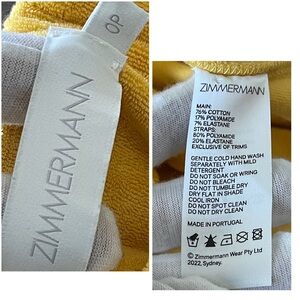 OP
ZIMMERMANN
ZIMMERMANN
MAIN:
76% COTTON
17% POLYAMIDE
7% ELASTANE
STRAPS:
80% POLYAMIDE
20% ELASTANE
EXCLUSIVE OF TRIMS
GENTLE COLD HAND WASH
SEPARATELY WITH MILD
DETERGENT
DO NOT SOAK OR WRING
DO NOT BLEACH
DO NOT TUMBLE DRY
DRY FLAT IN SHADE
COOL IRON
DO NOT SPOT CLEAN
DO NOT DRY CLEAN
MADE IN PORTUGAL
© Zimmermann Wear Pty Ltd
2022, Sydney.